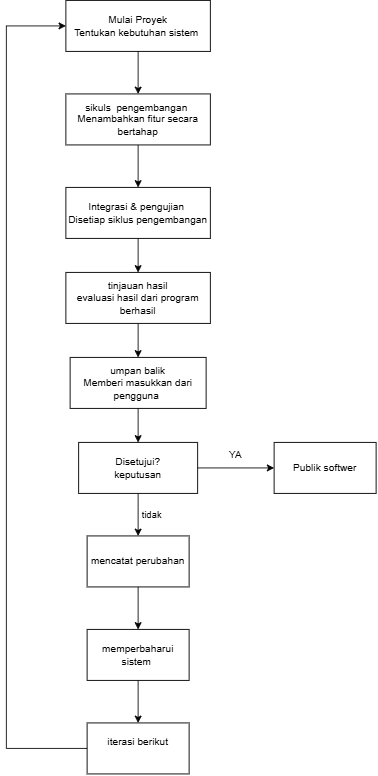 Mulai Proyek
Tentukan kebutuhan sistem
sikuls pengembangan
Menambahkan fitur secara
bertahap
Integrasi & pengujian
Disetiap siklus pengembangan
tinjauan hasil
evaluasi hasil dari program
berhasil
umpan balik
Memberi masukkan dari
pengguna
Disetujui?
keputusan
YA
Publik softwer
tidak
mencatat perubahan
memperbaharui
sistem
iterasi berikut